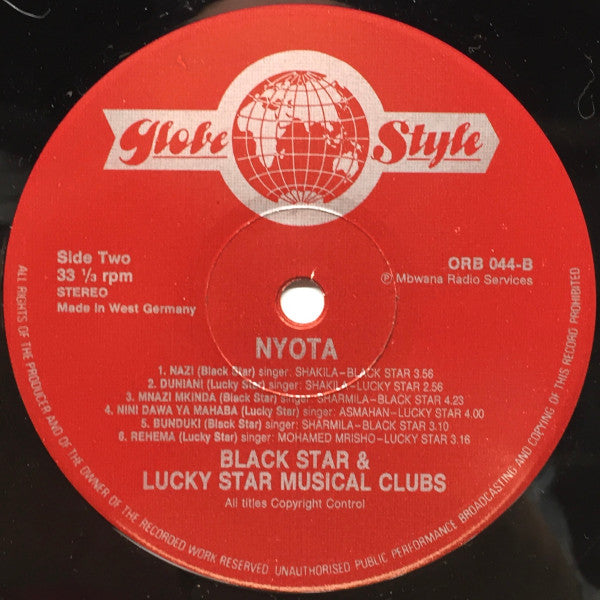 Globe Style
Side Two
33 ⅓ rpm
STEREO
Made in West Germany
ORB 044-B
Ⓟ Mbwana Radio Services
NYOTA
1. NAZI (Black Star) singer: SHAKILA–BLACK STAR 3.56
2. DUNIANI (Lucky Star) singer: SHAKILA–LUCKY STAR 2.56
3. MNAZI MKINDA (Black Star) singer: SHARMILA–BLACK STAR 4.23
4. NINI DAWA YA MAHABA (Lucky Star) singer: ASMAHAN–LUCKY STAR 4.00
5. BUNDUKI (Black Star) singer: SHARMILA–BLACK STAR 3.10
6. REHEMA (Lucky Star) singer: MOHAMED MRISHO–LUCKY STAR 3.16
BLACK STAR &
LUCKY STAR MUSICAL CLUBS
All titles Copyright Control
ALL RIGHTS OF THE PRODUCER AND OF THE OWNER OF THE RECORDED WORK RESERVED. UNAUTHORISED PUBLIC PERFORMANCE BROADCASTING AND COPYING OF THIS RECORD PROHIBITED